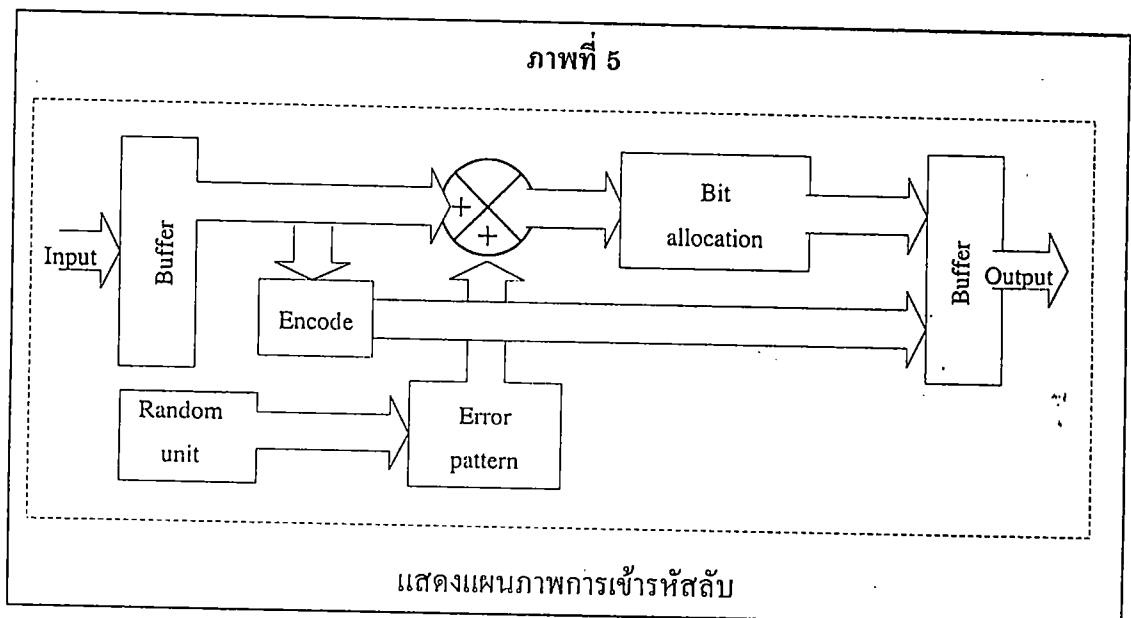 ภาพที่ 5
Input
Buffer
+
+
Bit
allocation
Buffer
Output
Encode
Random
unit
Error
pattern
แสดงแผนภาพการเข้ารหัสลับ